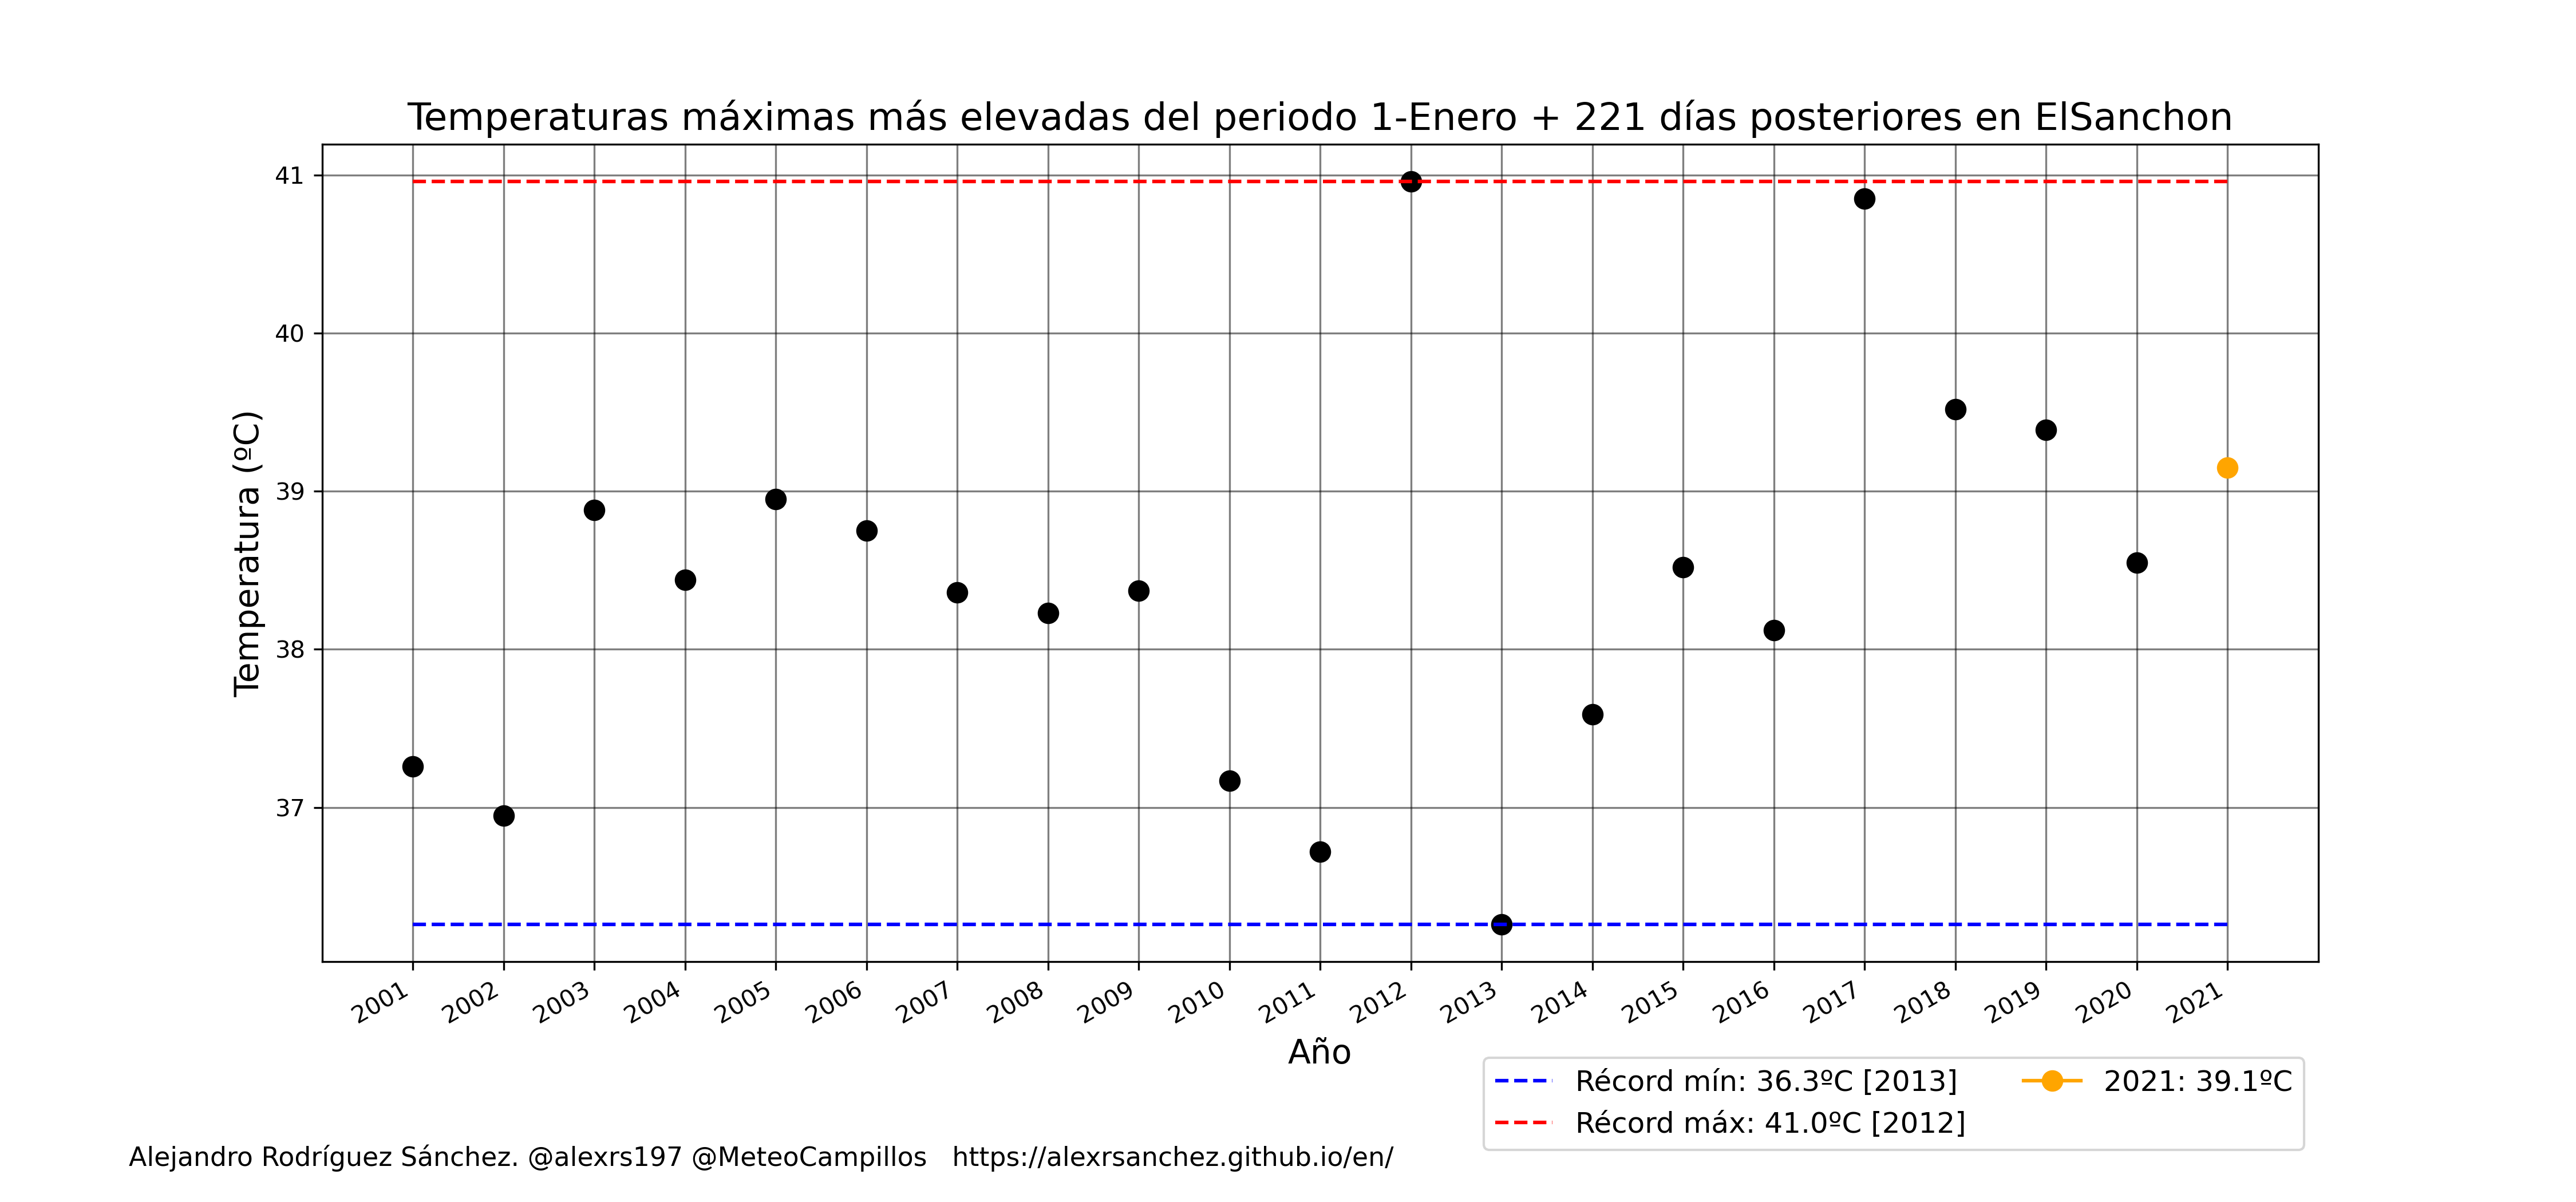 Temperaturas máximas más elevadas del periodo 1-Enero + 221 días posteriores en ElSanchon
Temperatura (ºC)
41
40
39
38
37
2001 2002 2003 2004 2005 2006 2007 2008 2009 2010 2011 2012 2013 2014 2015 2016 2017 2018 2019 2020 2021
Año
Récord mín: 36.3ºC [2013]
Récord máx: 41.0ºC [2012]
2021: 39.1ºC
Alejandro Rodríguez Sánchez. @alexrs197 @MeteoCampillos https://alexrsanchez.github.io/en/